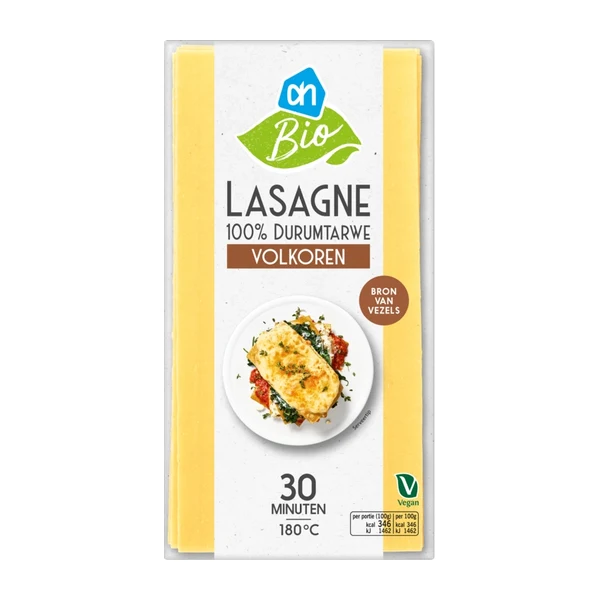 ah
Bio
LASAGNE
100% DURUMTARWE
VOLKOREN
BRON
VAN
VEZELS
Serveertip
30
MINUTEN
180°C
V
Vegan
per portie (100g) per 100g
kcal 346 kcal 346
kJ 1462 kJ 1462